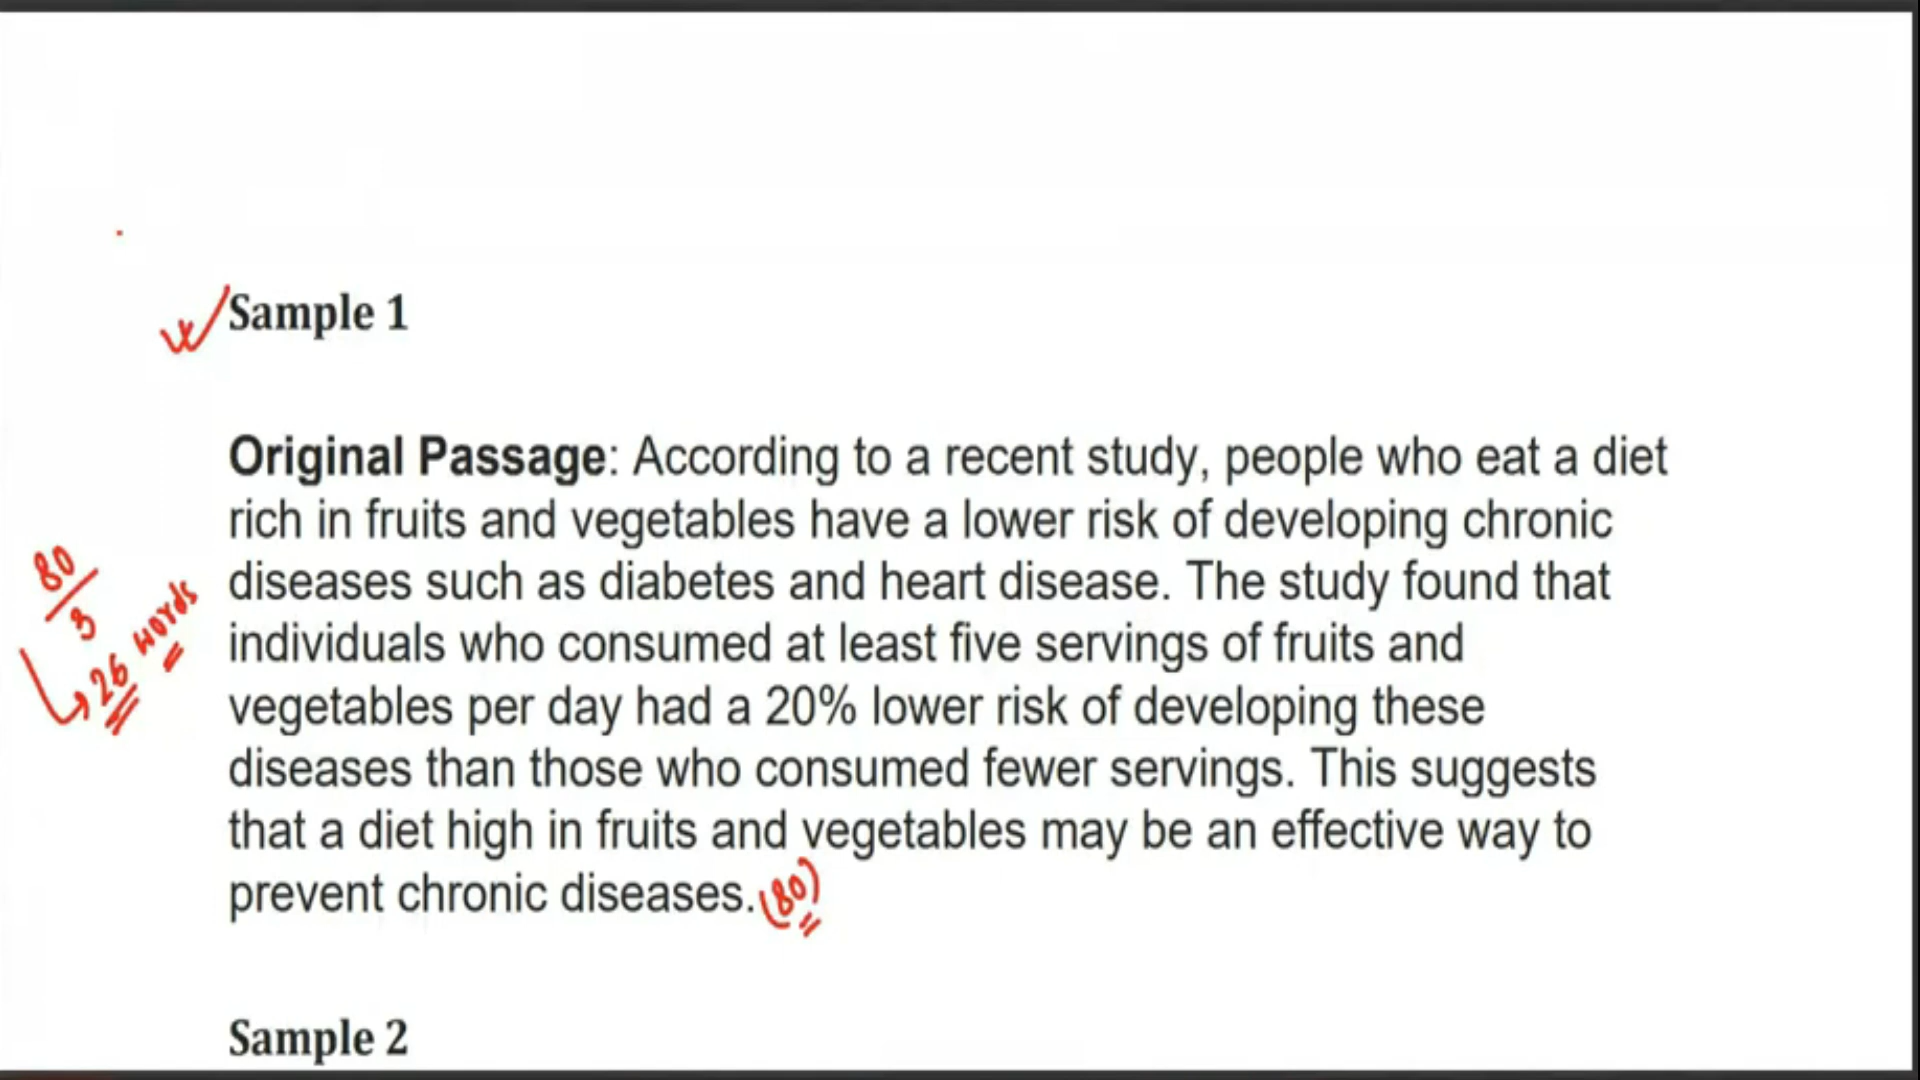 Sample 1
Original Passage: According to a recent study, people who eat a diet
rich in fruits and vegetables have a lower risk of developing chronic
diseases such as diabetes and heart disease. The study found that
individuals who consumed at least five servings of fruits and
vegetables per day had a 20% lower risk of developing these
diseases than those who consumed fewer servings. This suggests
that a diet high in fruits and vegetables may be an effective way to
prevent chronic diseases. (80)
80
3
26 words
Sample 2